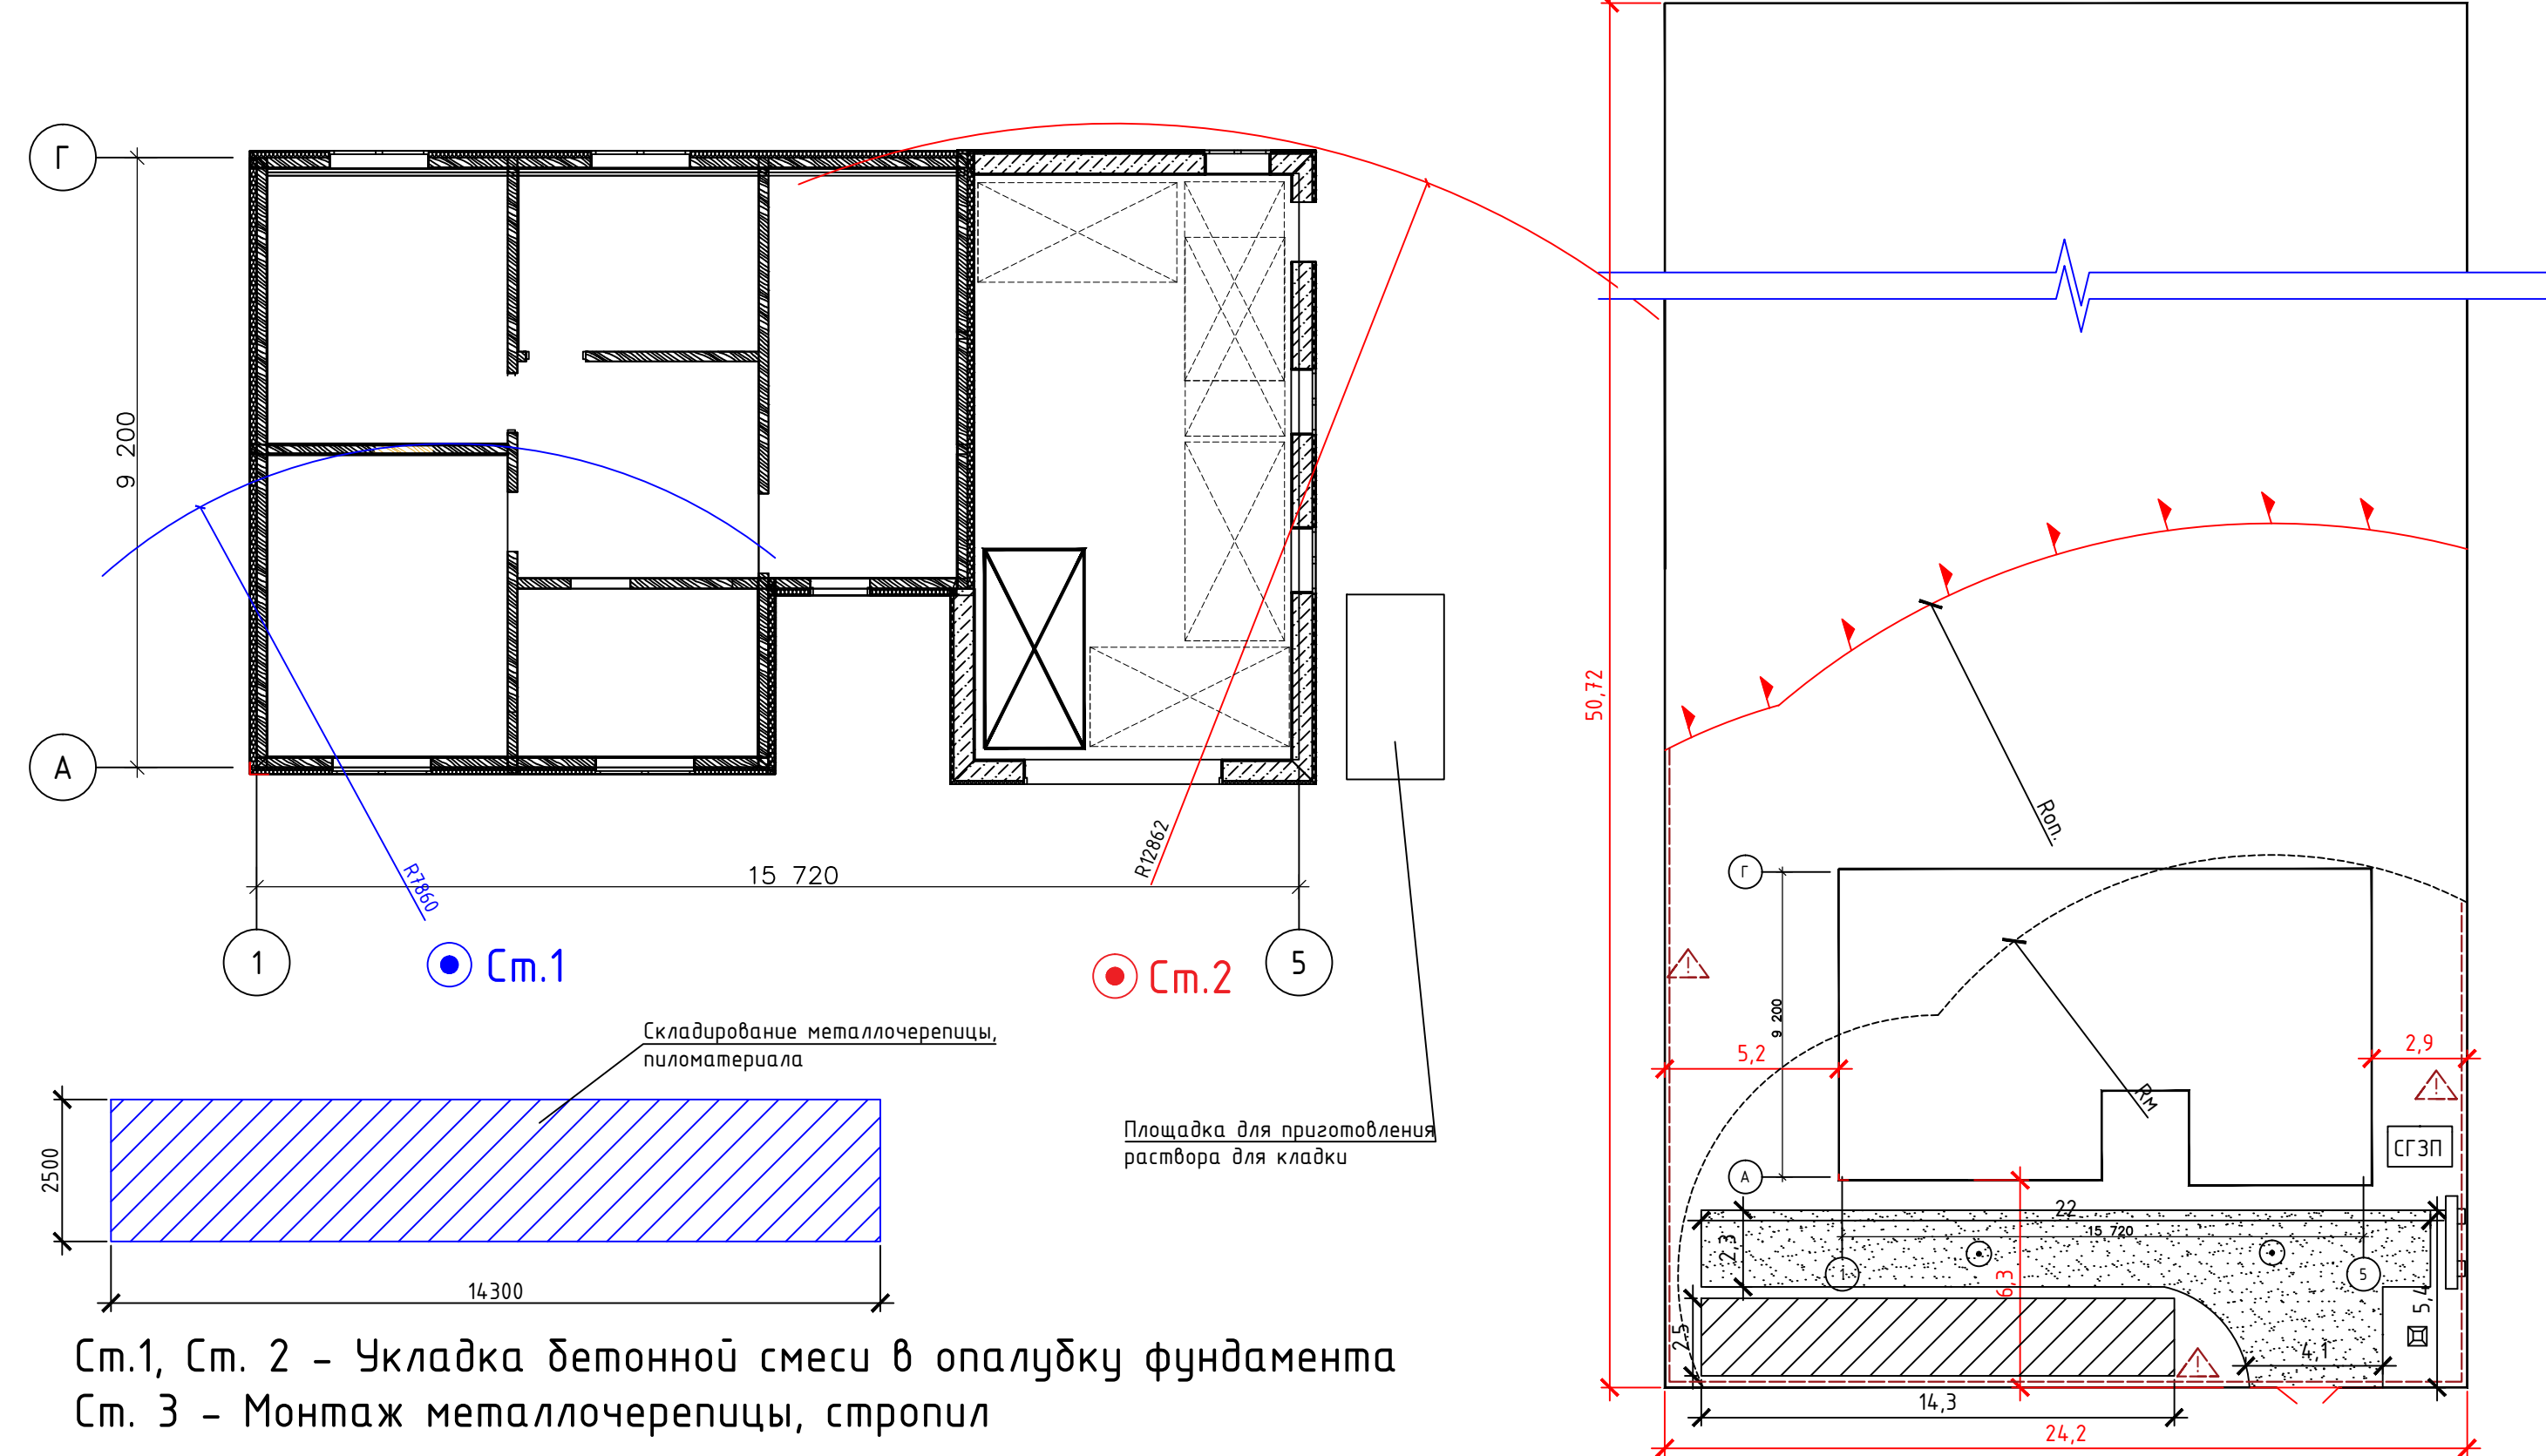 Г
9 200
А
R7860
R12862
15 720
1
Ст.1
Ст.2
5
Складирование металлочерепицы,
пиломатериала
Площадка для приготовления
раствора для кладки
2500
14300
Ст.1, Ст. 2 - Укладка бетонной смеси в опалубку фундамента
Ст. 3 - Монтаж металлочерепицы, стропил
50,72
Rоп.
Г
9 200
5,2
2,9
Rм
СГЗП
А
22
15 720
2,3
1
5
6,3
5,4
2,5
4,1
14,3
24,2
!
!
!